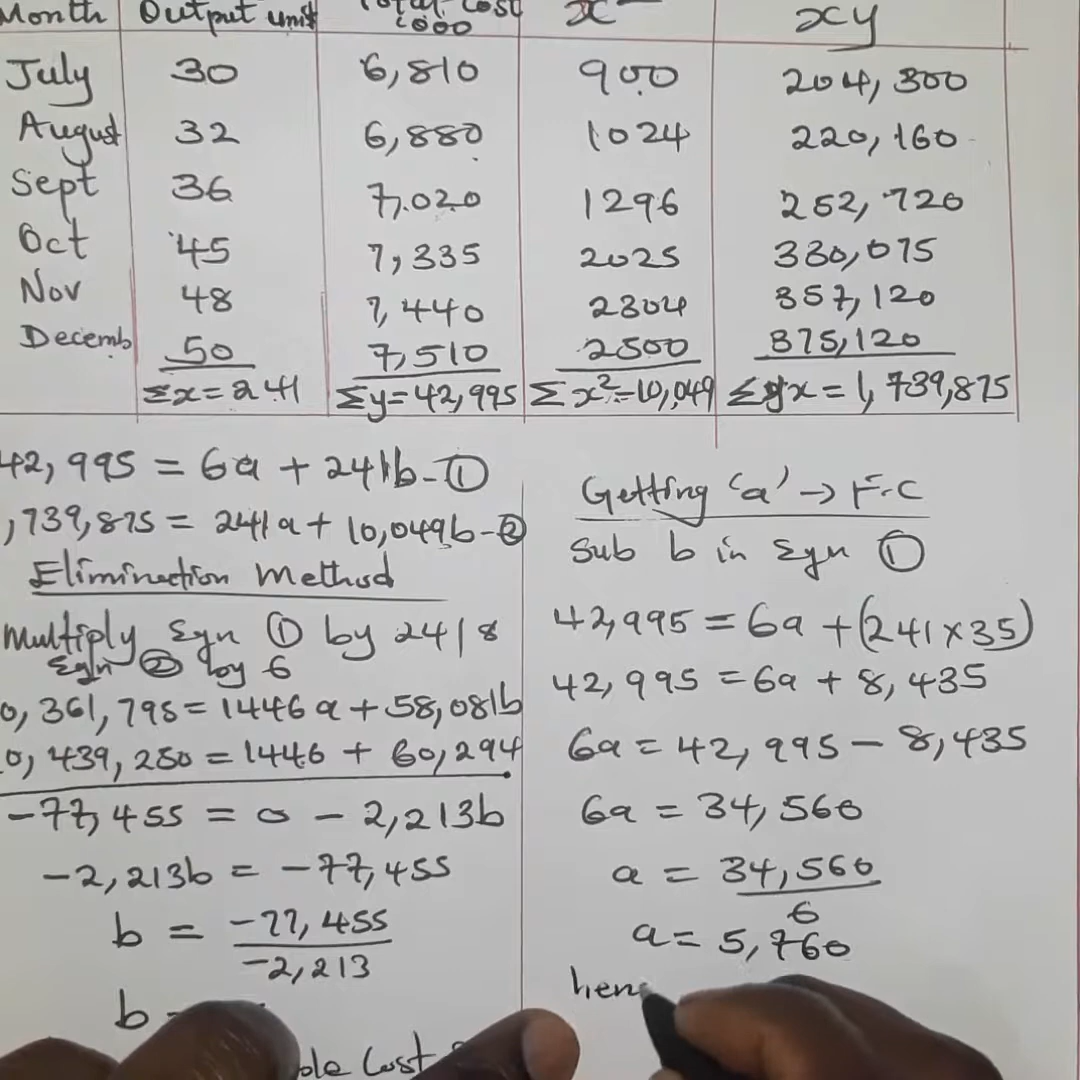 Month Output unit Total Cost x² xy
'000
July 30 6,810 900 204,300
August 32 6,880 1024 220,160
Sept 36 7,020 1296 252,720
Oct 45 7,335 2025 330,075
Nov 48 7,440 2304 357,120
Decemb 50 7,510 2500 375,120
Σx = 241 Σy = 42,995 Σx² = 10,049 Σyx = 1,739,875
42,995 = 6a + 241b - ①
,739,875 = 241a + 10,049b - ②
Elimination Method
Multiply Eqn ① by 241 &
Eqn ② by 6
0,361,795 = 1446a + 58,081b
0,439,250 = 1446 + 60,294
-77,455 = 0 - 2,213b
-2,213b = -77,455
b = -77,455
-2,213
b =
ble Cost
Getting 'a' → F.C
Sub b in Eqn ①
42,995 = 6a + (241 x 35)
42,995 = 6a + 8,435
6a = 42,995 - 8,435
6a = 34,560
a = 34,560
6
a = 5,760
hen